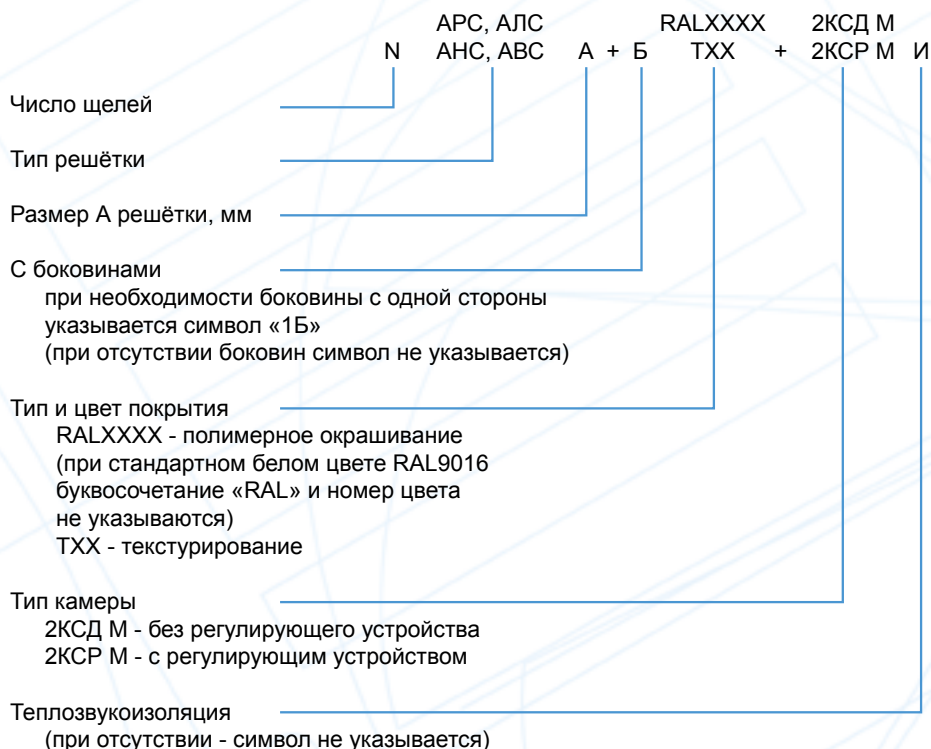 АРС, АЛС RALXXXX 2КСД М
N АНС, АВС А + Б ТХХ + 2КСР М И
Число щелей
Тип решётки
Размер А решётки, мм
С боковинами
при необходимости боковины с одной стороны
указывается символ «1Б»
(при отсутствии боковин символ не указывается)
Тип и цвет покрытия
RALXXXX - полимерное окрашивание
(при стандартном белом цвете RAL9016
буквосочетание «RAL» и номер цвета
не указываются)
ТХХ - текстурирование
Тип камеры
2КСД М - без регулирующего устройства
2КСР М - с регулирующим устройством
Теплозвукоизоляция
(при отсутствии - символ не указывается)